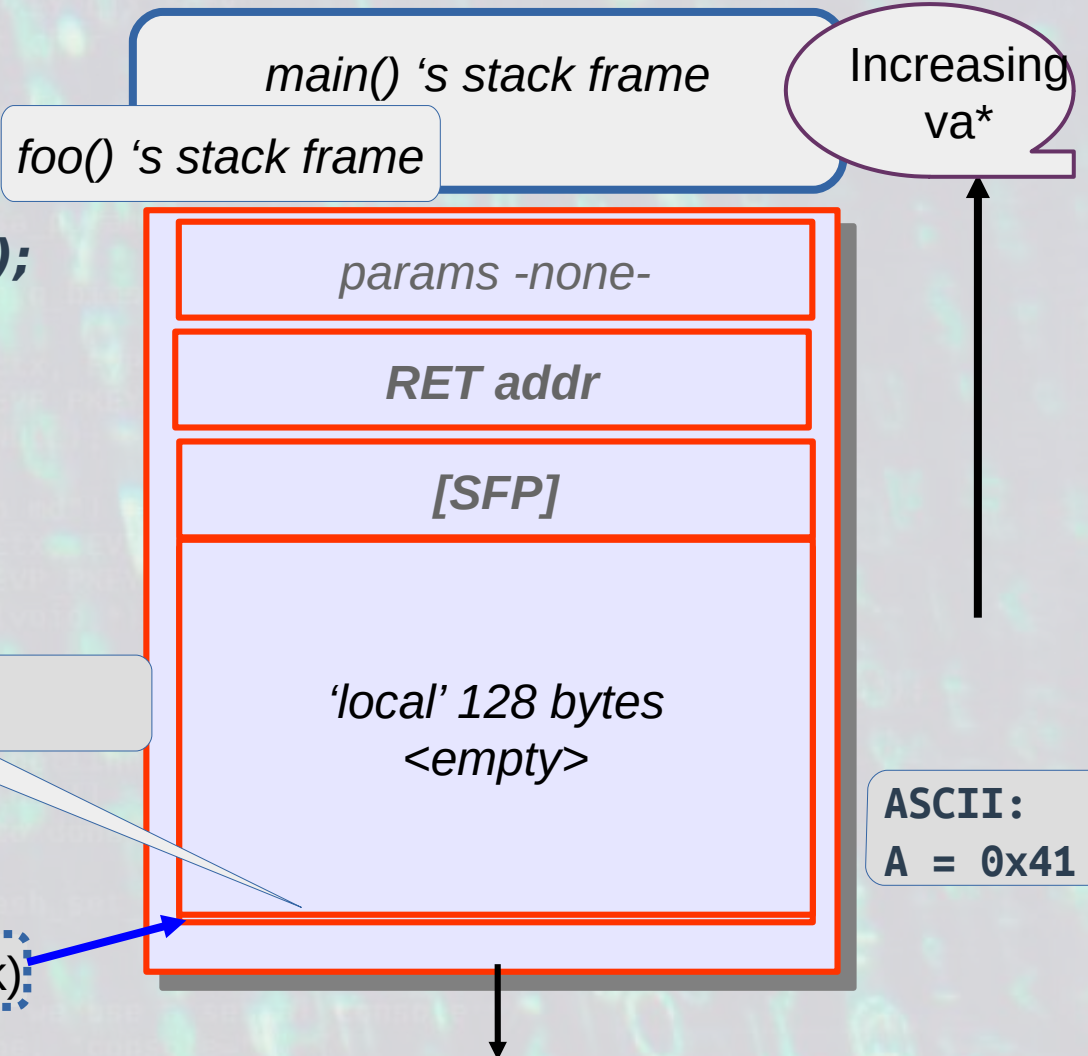 main() ‘s stack frame
Increasing
va*
foo() ‘s stack frame
);
params -none-
RET addr
[SFP]
‘local’ 128 bytes
<empty>
ASCII:
A = 0x41
k)